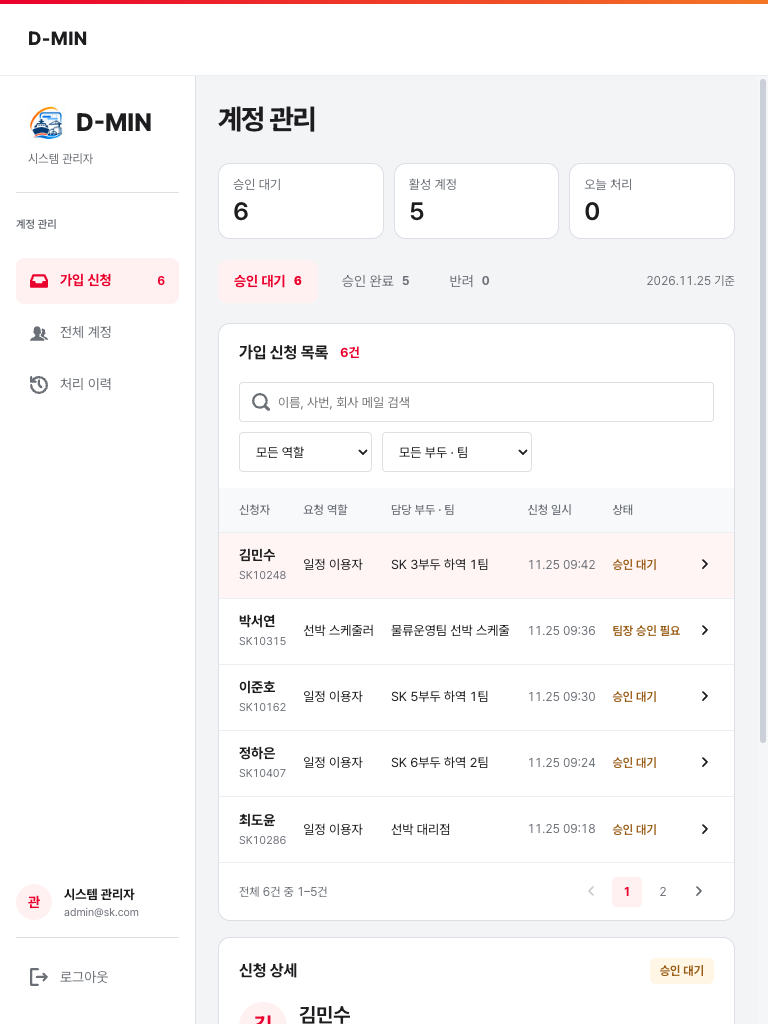 D-MIN
D-MIN
시스템 관리자
계정 관리
가입 신청 6
전체 계정
처리 이력
관
시스템 관리자
admin@sk.com
로그아웃
계정 관리
승인 대기
6
활성 계정
5
오늘 처리
0
승인 대기 6
승인 완료 5
반려 0
2026.11.25 기준
가입 신청 목록 6건
이름, 사번, 회사 메일 검색
모든 역할
모든 부두 · 팀
신청자 요청 역할 담당 부두 · 팀 신청 일시 상태
김민수
SK10248
일정 이용자 SK 3부두 하역 1팀 11.25 09:42 승인 대기
박서연
SK10315
선박 스케줄러 물류운영팀 선박 스케줄 11.25 09:36 팀장 승인 필요
이준호
SK10162
일정 이용자 SK 5부두 하역 1팀 11.25 09:30 승인 대기
정하은
SK10407
일정 이용자 SK 6부두 하역 2팀 11.25 09:24 승인 대기
최도윤
SK10286
일정 이용자 선박 대리점 11.25 09:18 승인 대기
전체 6건 중 1–5건
1 2
신청 상세
승인 대기
김민수